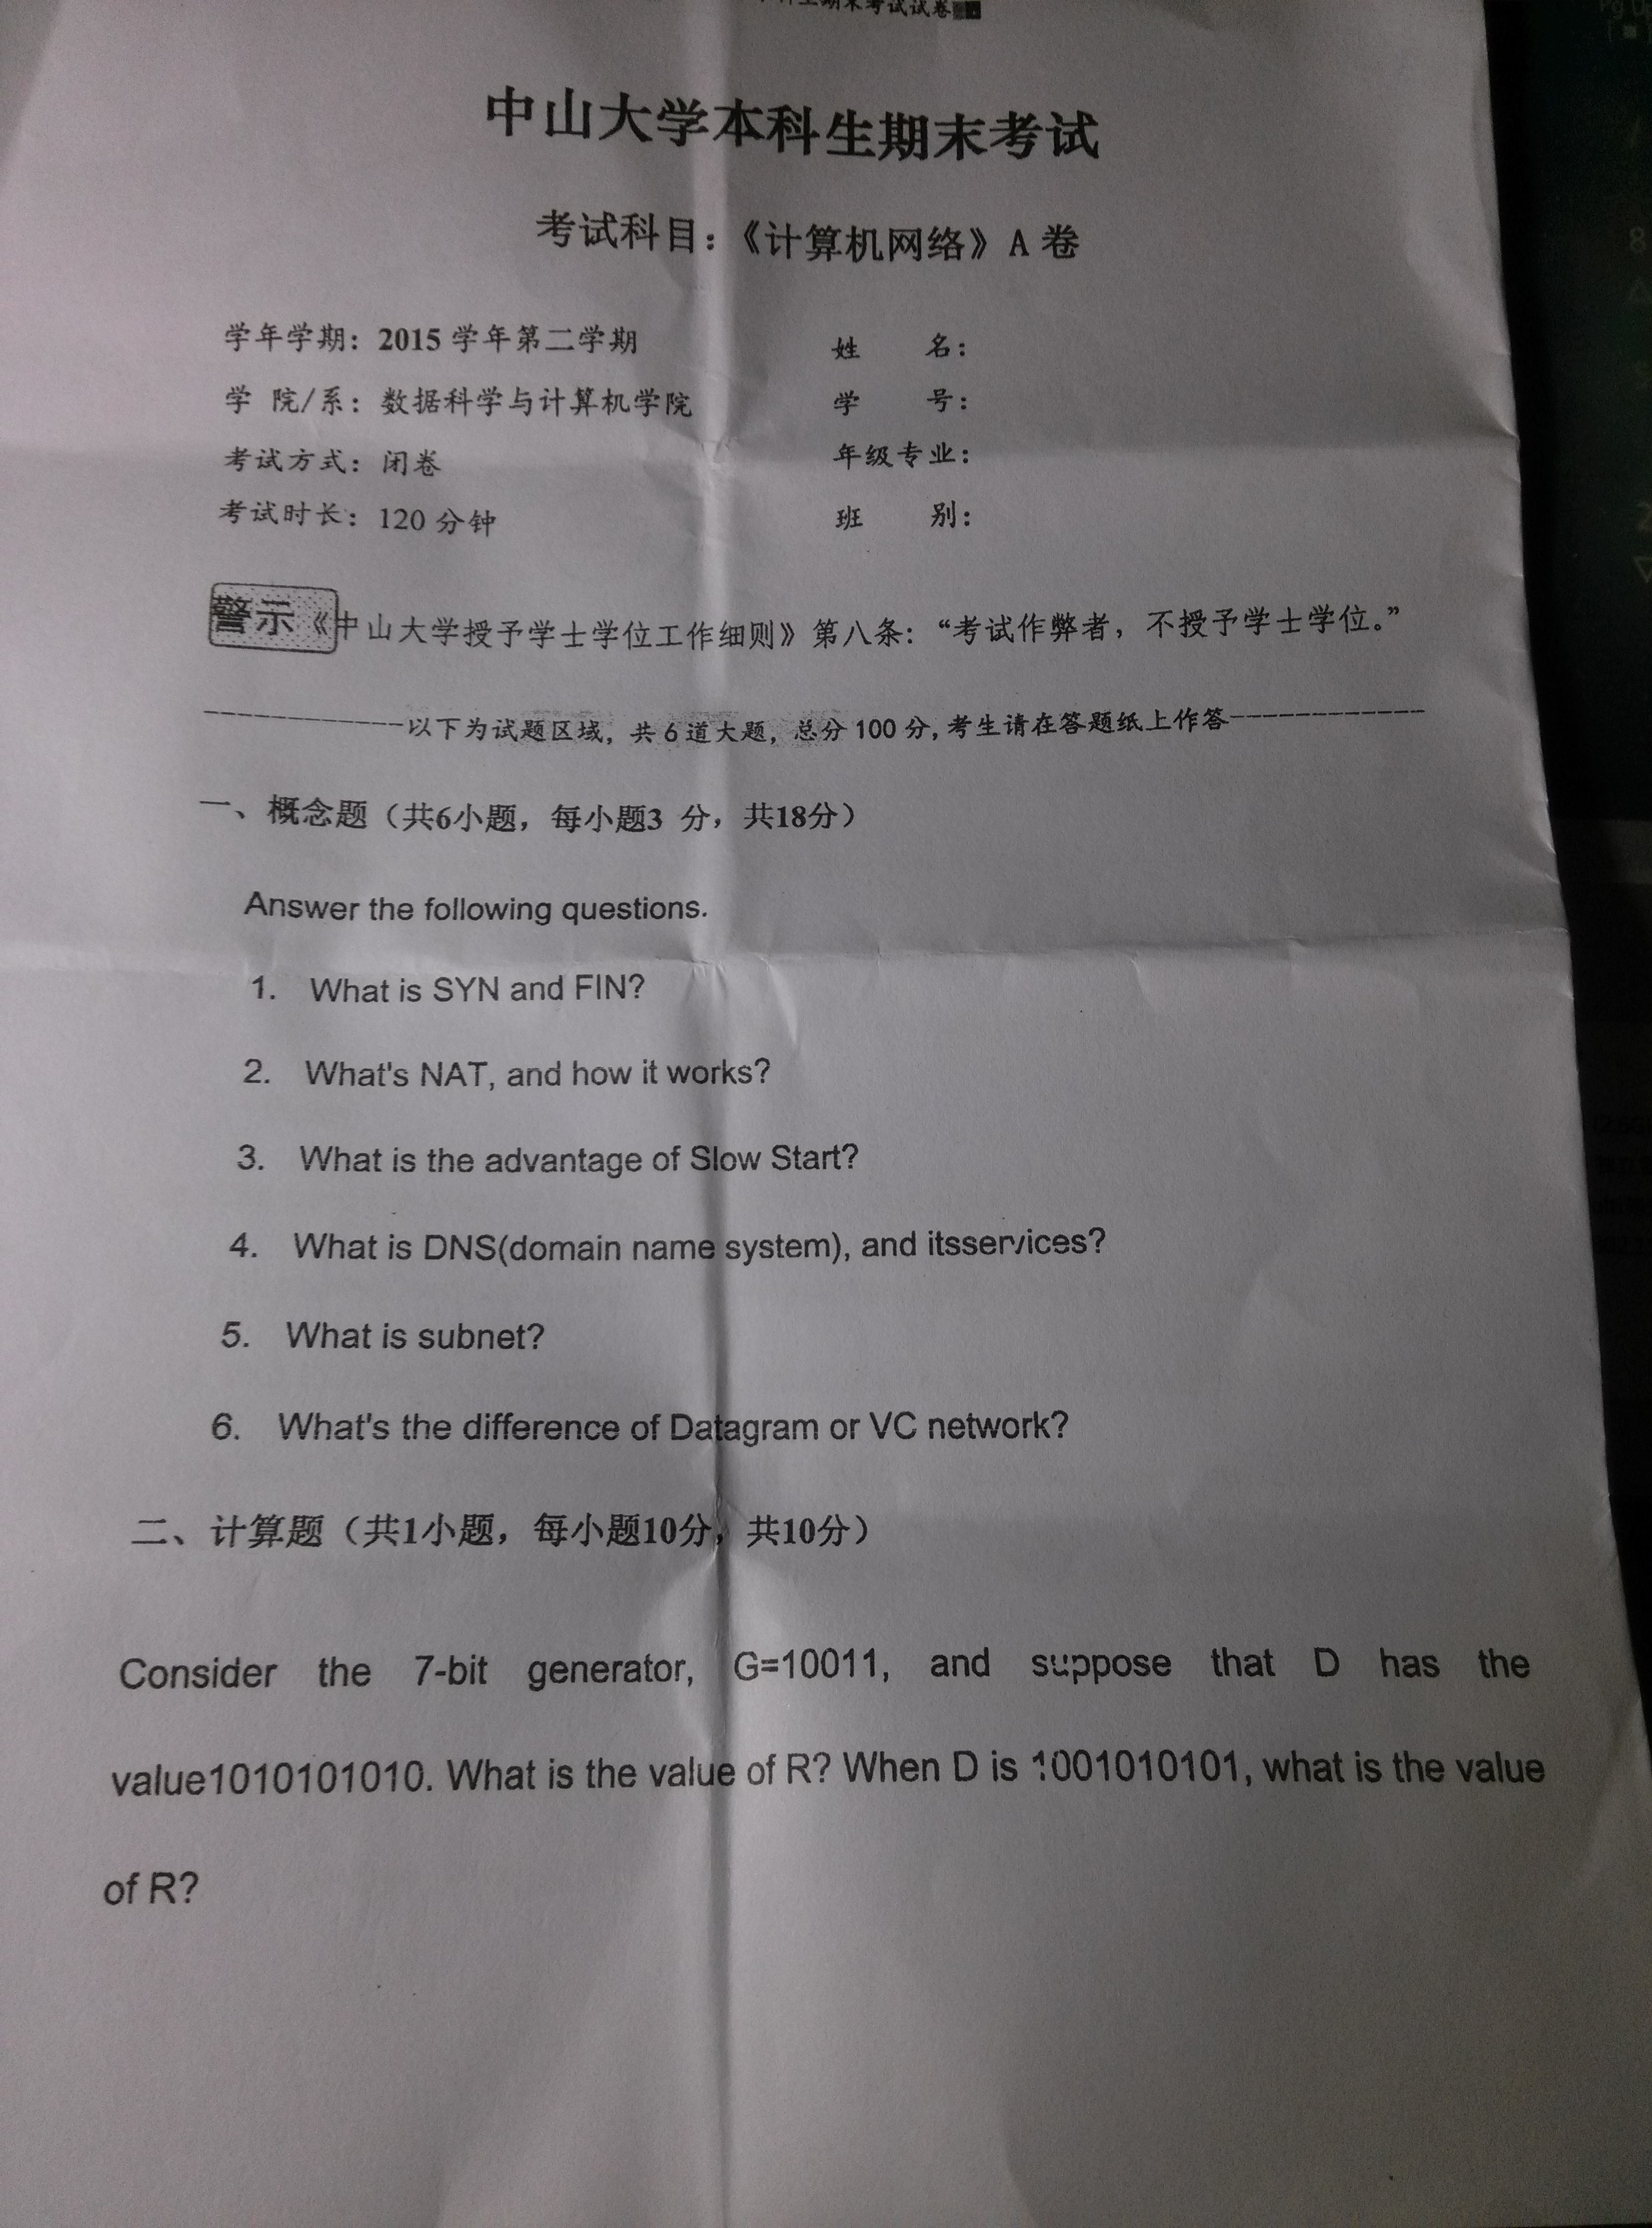 期末考试试卷
中山大学本科生期末考试
考试科目：《计算机网络》A 卷
学年学期：2015 学年第二学期 姓 名：
学 院/系：数据科学与计算机学院 学 号：
考试方式：闭卷 年级专业：
考试时长：120 分钟 班 别：
警示《中山大学授予学士学位工作细则》第八条：“考试作弊者，不授予学士学位。”
------------以下为试题区域，共 6 道大题，总分 100 分，考生请在答题纸上作答------------
一、概念题（共6小题，每小题3 分，共18分）
Answer the following questions.
1. What is SYN and FIN?
2. What's NAT, and how it works?
3. What is the advantage of Slow Start?
4. What is DNS(domain name system), and itsservices?
5. What is subnet?
6. What's the difference of Datagram or VC network?
二、计算题（共1小题，每小题10分，共10分）
Consider the 7-bit generator, G=10011, and suppose that D has the
value1010101010. What is the value of R? When D is 1001010101, what is the value
of R?